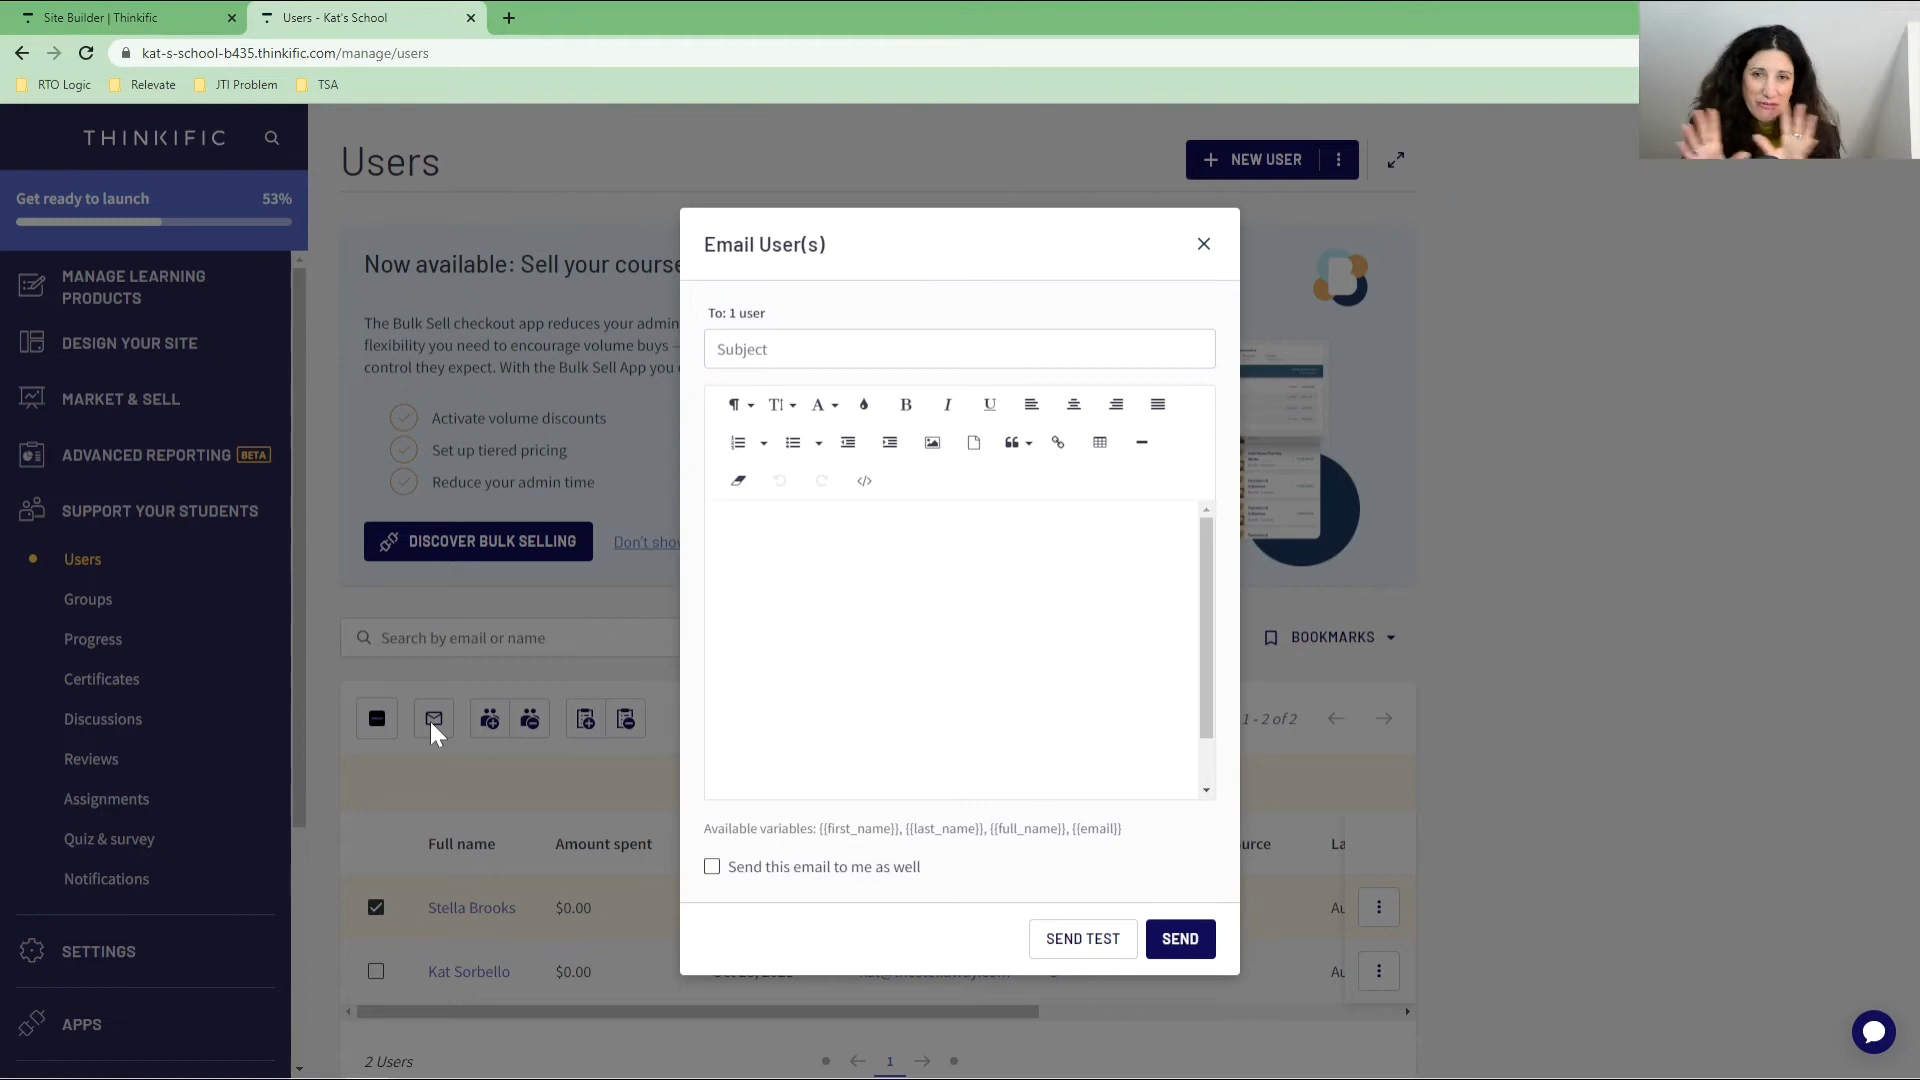 Site Builder | Thinkific
Users - Kat's School
kat-s-school-b435.thinkific.com/manage/users
RTO Logic
Relevate
JTI Problem
TSA
THINKIFIC
Get ready to launch 53%
MANAGE LEARNING
PRODUCTS
DESIGN YOUR SITE
MARKET & SELL
ADVANCED REPORTING BETA
SUPPORT YOUR STUDENTS
Users
Groups
Progress
Certificates
Discussions
Reviews
Assignments
Quiz & survey
Notifications
SETTINGS
APPS
Users
NEW USER
Now available: Sell your course
The Bulk Sell checkout app reduces your admin
flexibility you need to encourage volume buys –
control they expect. With the Bulk Sell App you
Activate volume discounts
Set up tiered pricing
Reduce your admin time
DISCOVER BULK SELLING
Don't show
Search by email or name
BOOKMARKS
1 - 2 of 2
Full name Amount spent
Stella Brooks $0.00
Kat Sorbello $0.00
2 Users
1
Email User(s)
To: 1 user
Subject
Available variables: {{first_name}}, {{last_name}}, {{full_name}}, {{email}}
Send this email to me as well
SEND TEST
SEND